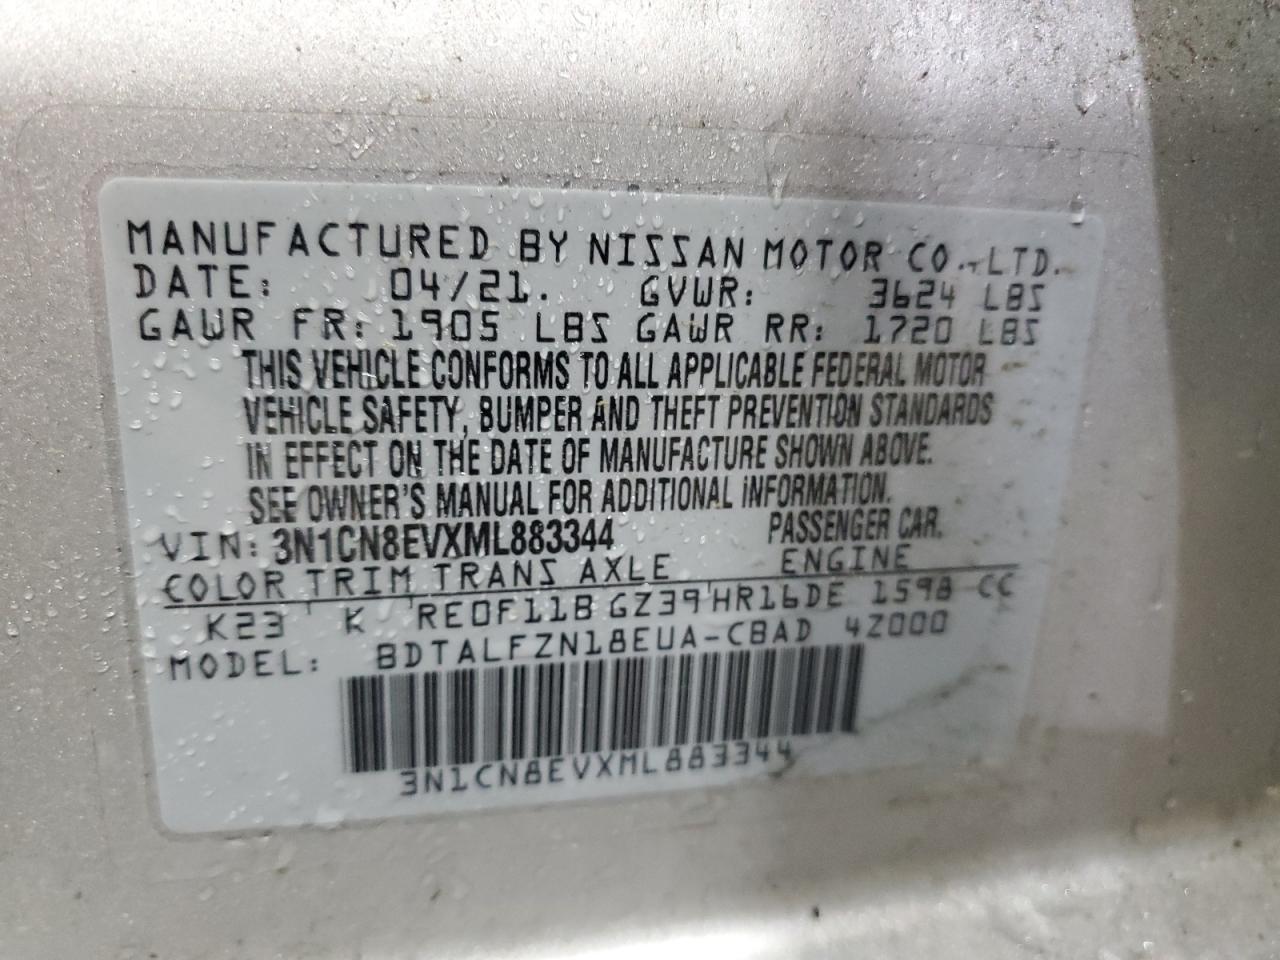 MANUFACTURED BY NISSAN MOTOR CO.,LTD.
DATE: 04/21. GVWR: 3624 LBS
GAWR FR: 1905 LBS GAWR RR: 1720 LBS
THIS VEHICLE CONFORMS TO ALL APPLICABLE FEDERAL MOTOR
VEHICLE SAFETY, BUMPER AND THEFT PREVENTION STANDARDS
IN EFFECT ON THE DATE OF MANUFACTURE SHOWN ABOVE.
SEE OWNER'S MANUAL FOR ADDITIONAL INFORMATION.
VIN: 3N1CN8EVXML883344 PASSENGER CAR.
COLOR TRIM TRANS AXLE ENGINE
K23 K RE0F11B GZ39 HR16DE 1598 CC
MODEL: BDTALFZN18EUA-CBAD 4Z000
3N1CN8EVXML883344